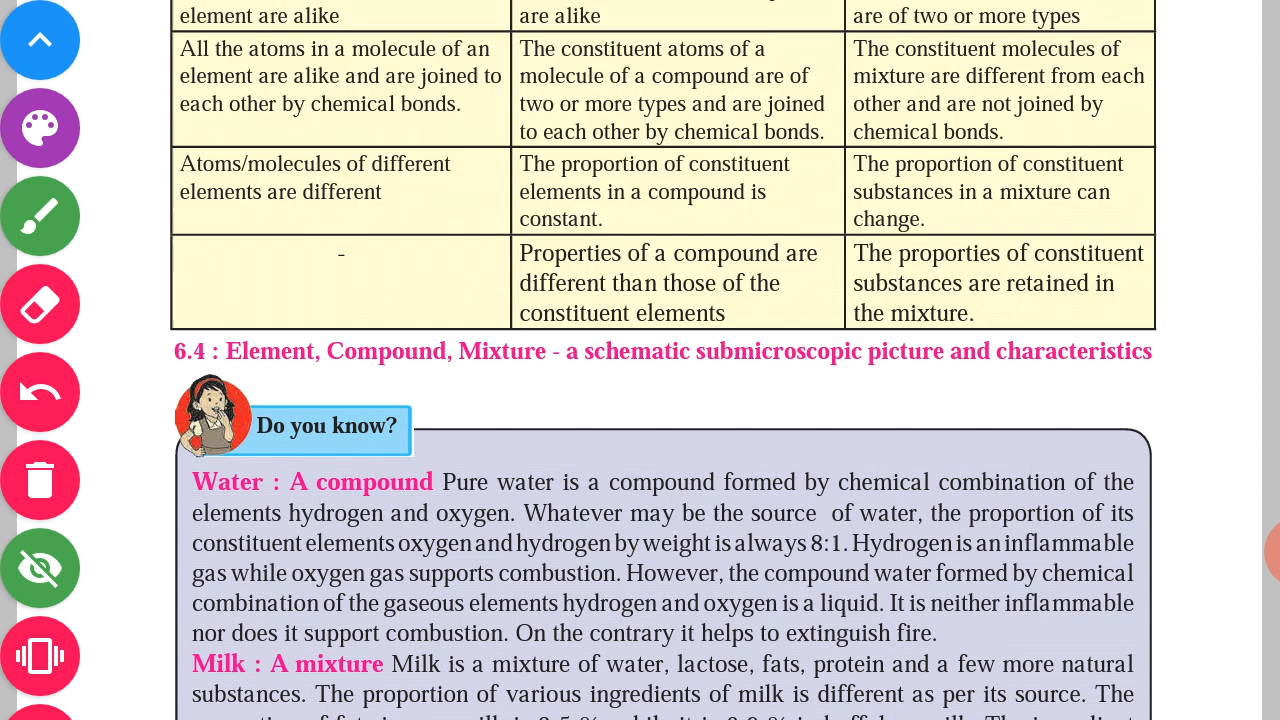 element are alike
are alike
are of two or more types
All the atoms in a molecule of an
element are alike and are joined to
each other by chemical bonds.
The constituent atoms of a
molecule of a compound are of
two or more types and are joined
to each other by chemical bonds.
The constituent molecules of
mixture are different from each
other and are not joined by
chemical bonds.
Atoms/molecules of different
elements are different
The proportion of constituent
elements in a compound is
constant.
The proportion of constituent
substances in a mixture can
change.
-
Properties of a compound are
different than those of the
constituent elements
The proporties of constituent
substances are retained in
the mixture.
6.4 : Element, Compound, Mixture - a schematic submicroscopic picture and characteristics
Do you know?
Water : A compound Pure water is a compound formed by chemical combination of the
elements hydrogen and oxygen. Whatever may be the source of water, the proportion of its
constituent elements oxygen and hydrogen by weight is always 8:1. Hydrogen is an inflammable
gas while oxygen gas supports combustion. However, the compound water formed by chemical
combination of the gaseous elements hydrogen and oxygen is a liquid. It is neither inflammable
nor does it support combustion. On the contrary it helps to extinguish fire.
Milk : A mixture Milk is a mixture of water, lactose, fats, protein and a few more natural
substances. The proportion of various ingredients of milk is different as per its source. The